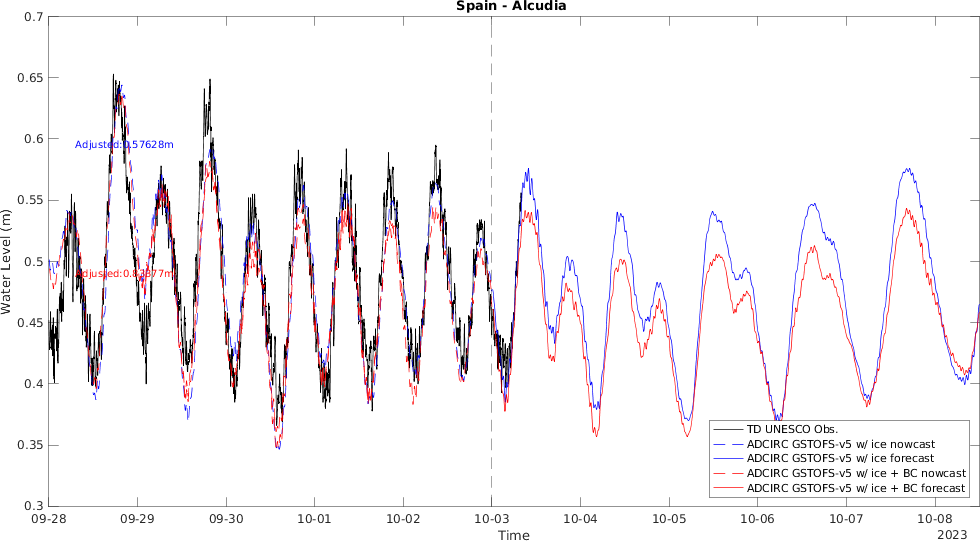 Spain - Alcudia
0.7
0.65
0.6
0.55
0.5
0.45
0.4
0.35
0.3
Water Level (m)
Adjusted:0.57628m
TD UNESCO Obs.
ADCIRC GSTOFS-v5 w/ ice nowcast
ADCIRC GSTOFS-v5 w/ ice forecast
ADCIRC GSTOFS-v5 w/ ice + BC nowcast
ADCIRC GSTOFS-v5 w/ ice + BC forecast
09-28 09-29 09-30 10-01 10-02 10-03 10-04 10-05 10-06 10-07 10-08
Time
2023